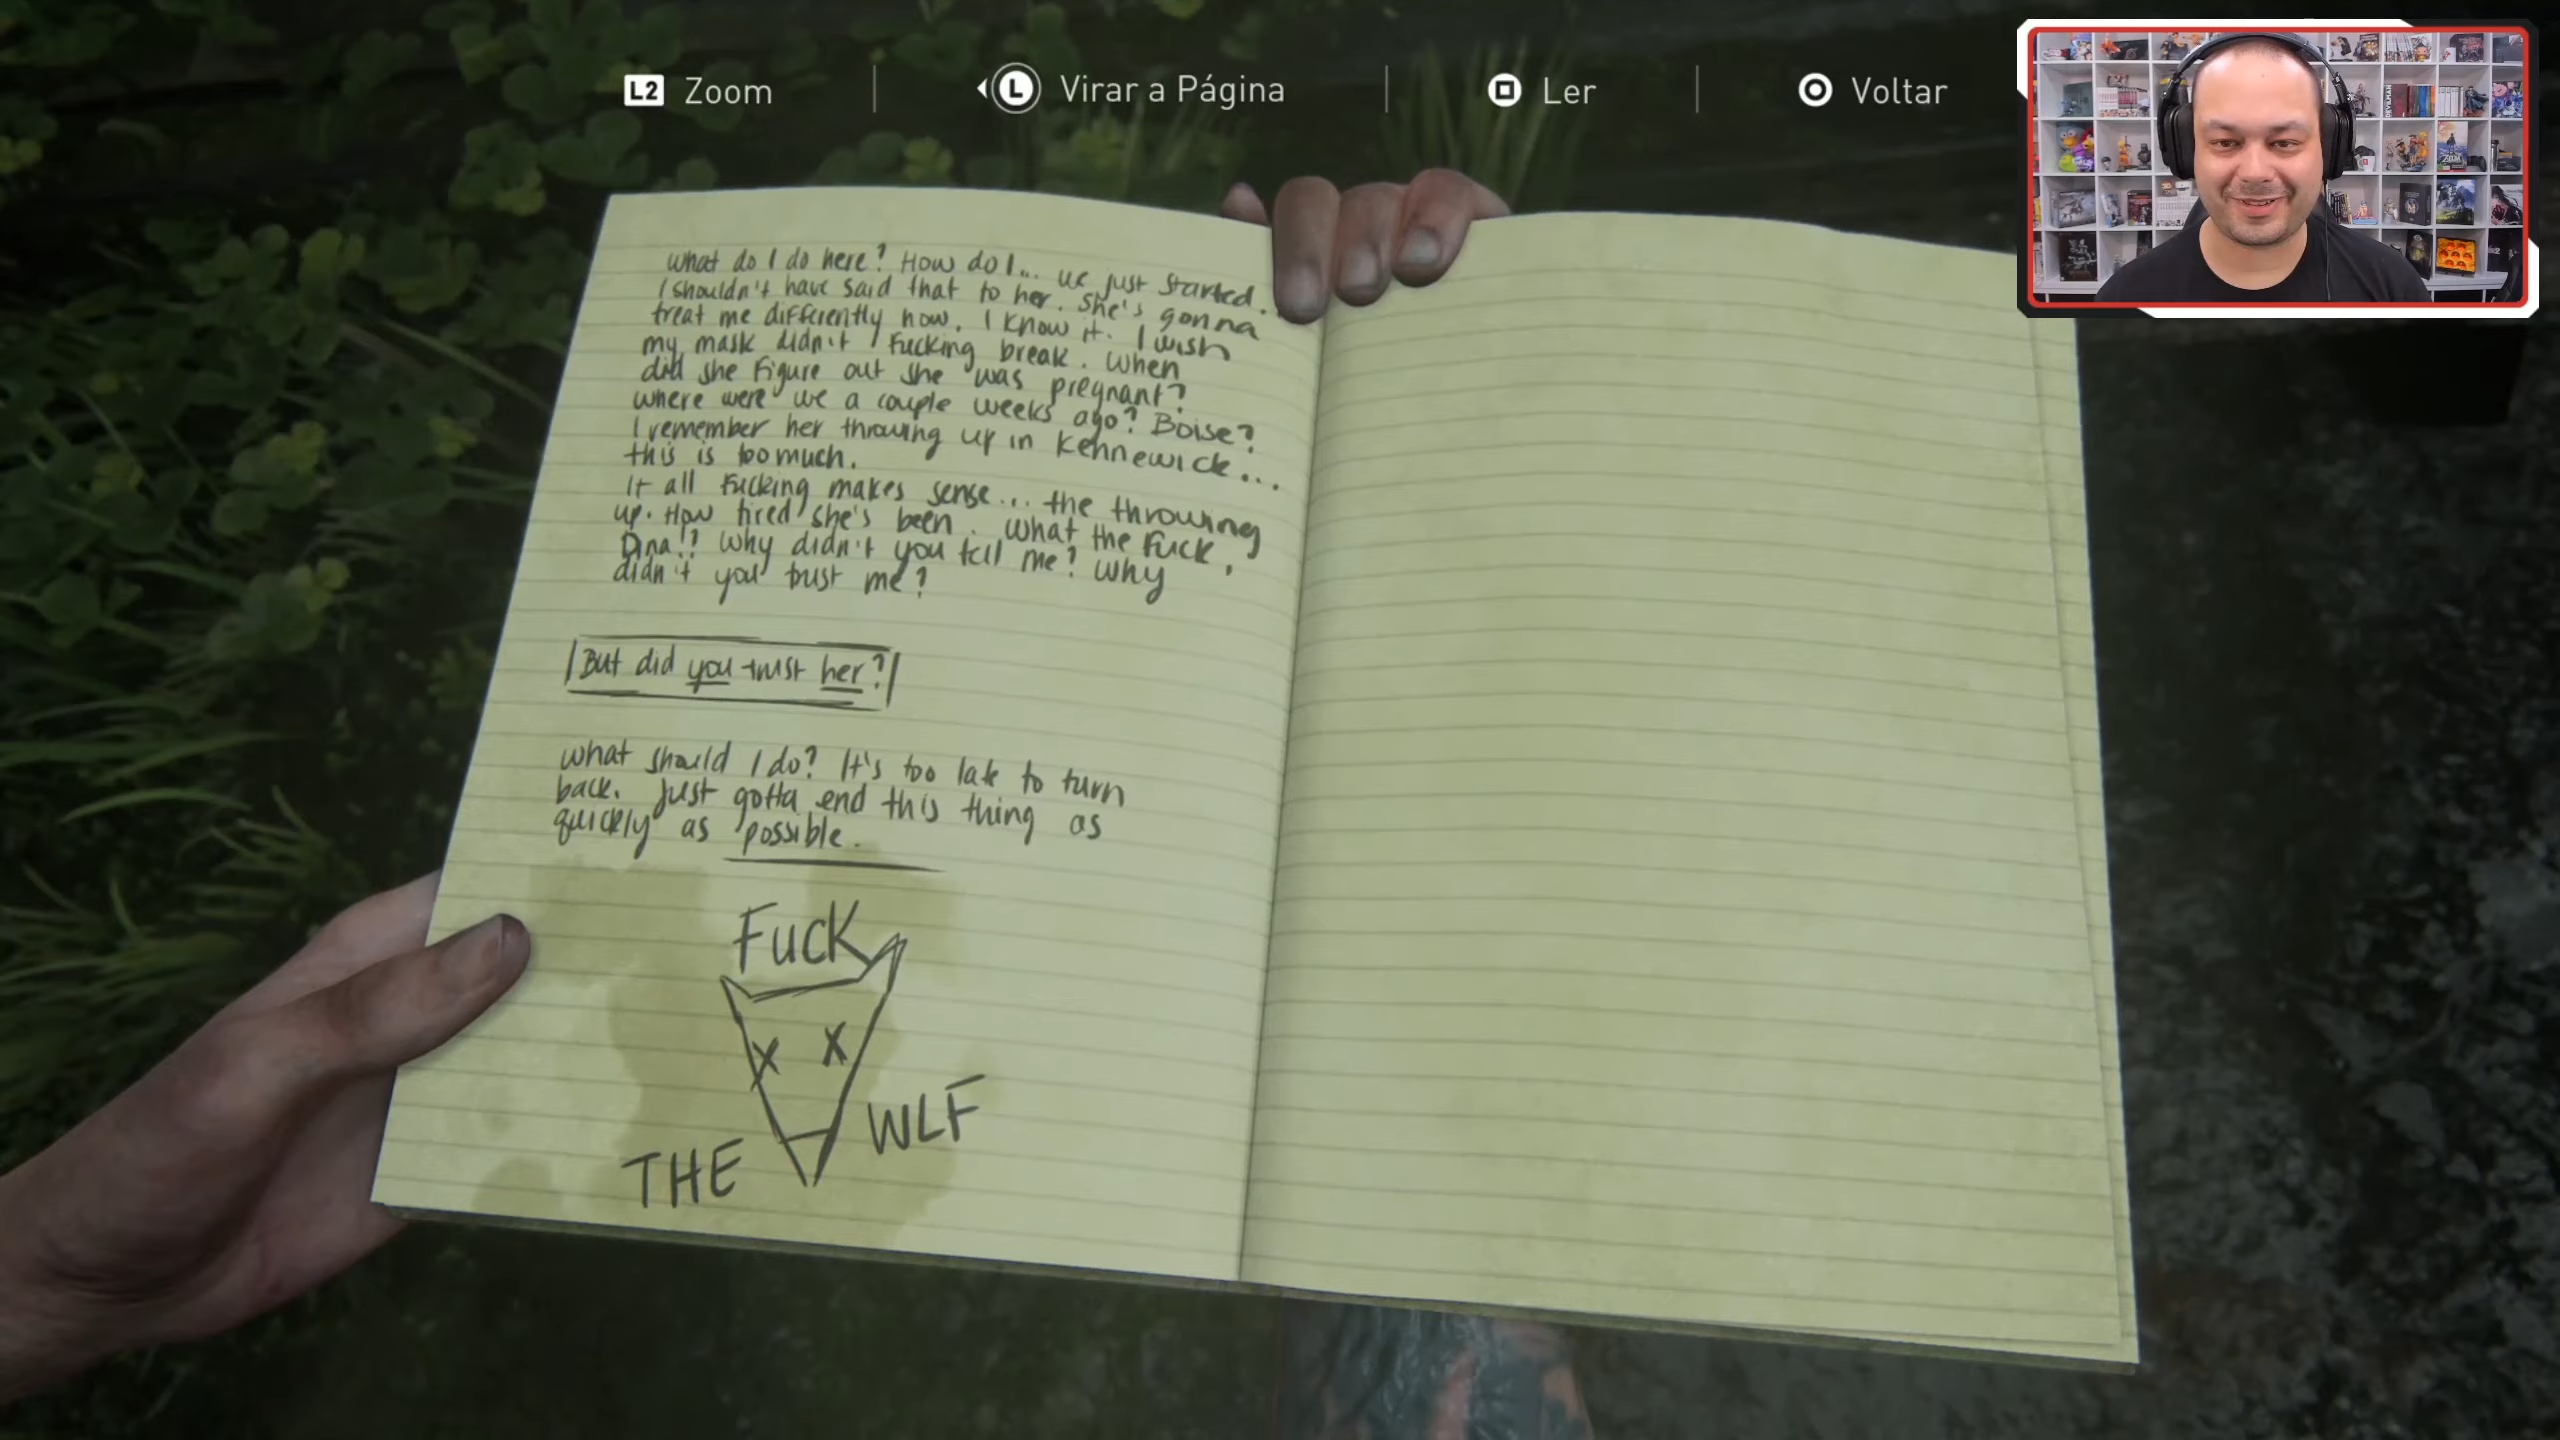 L2 Zoom L Virar a Página Ler Voltar
What do I do here? How do I... we just started.
I shouldn't have said that to her. She's gonna
treat me differently now. I know it. I wish
my mask didn't fucking break. When
did she figure out she was pregnant?
Where were we a couple weeks ago? Boise?
I remember her throwing up in Kennewick...
this is too much.
It all fucking makes sense... the throwing
up. How tired she's been. What the fuck,
Dina!? Why didn't you tell me? Why
didn't you trust me?
But did you trust her?
What should I do? It's too late to turn
back. Just gotta end this thing as
quickly as possible.
Fuck
THE WLF